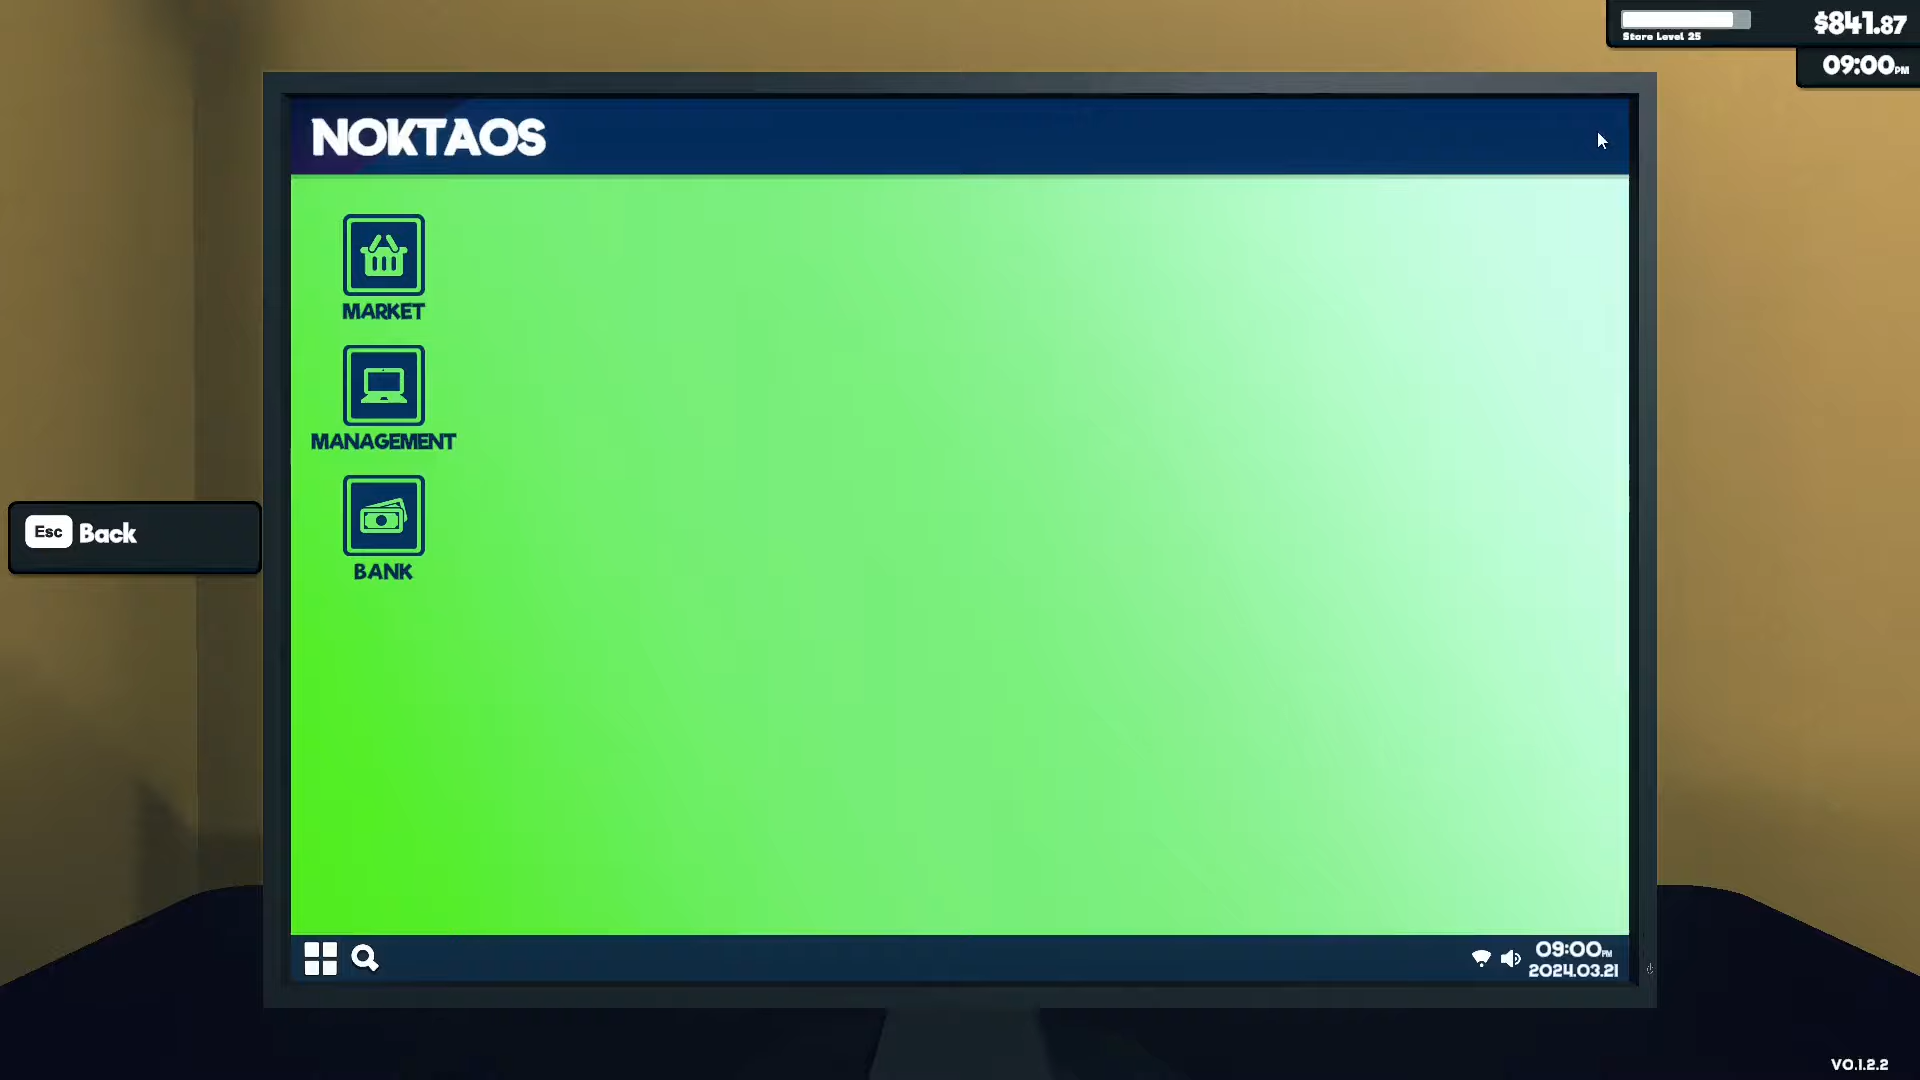 $841.87
Store Level 25
09:00PM
NOKTAOS
MARKET
MANAGEMENT
BANK
Esc Back
09:00PM
2024.03.21
V0.1.2.2